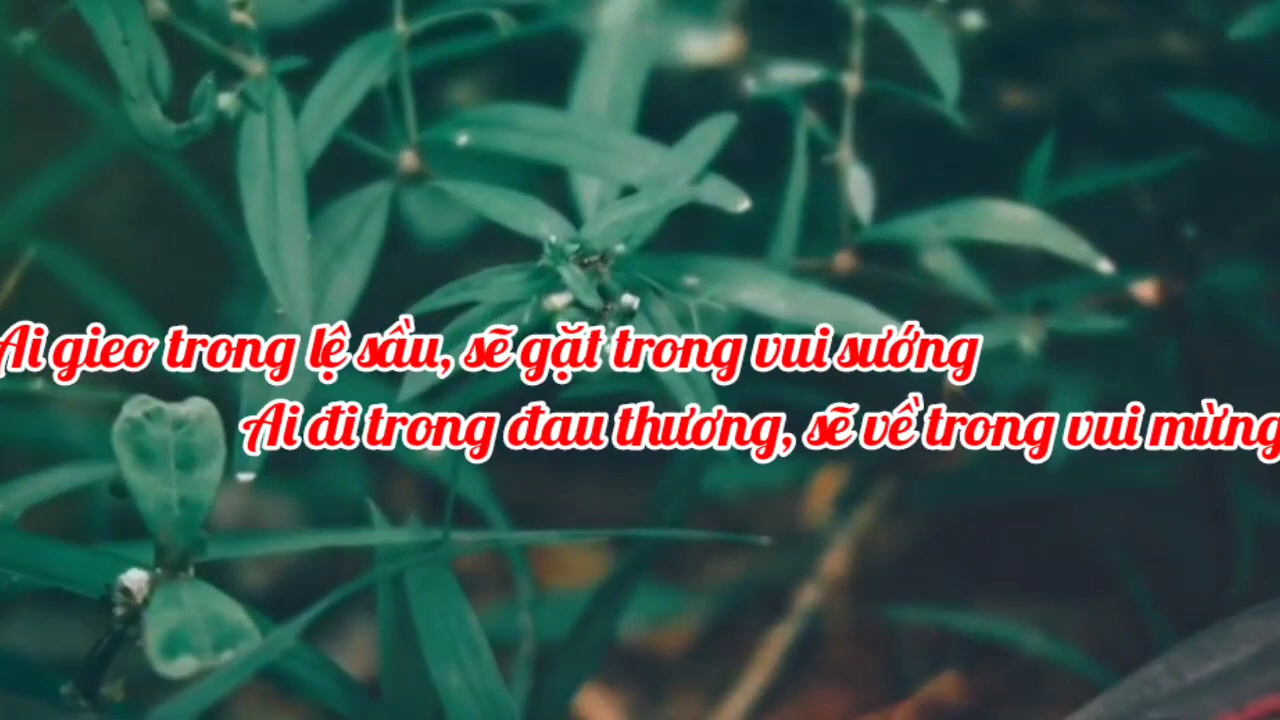 Ai gieo trong lệ sầu, sẽ gặt trong vui sướng
Ai đi trong đau thương, sẽ về trong vui mừng